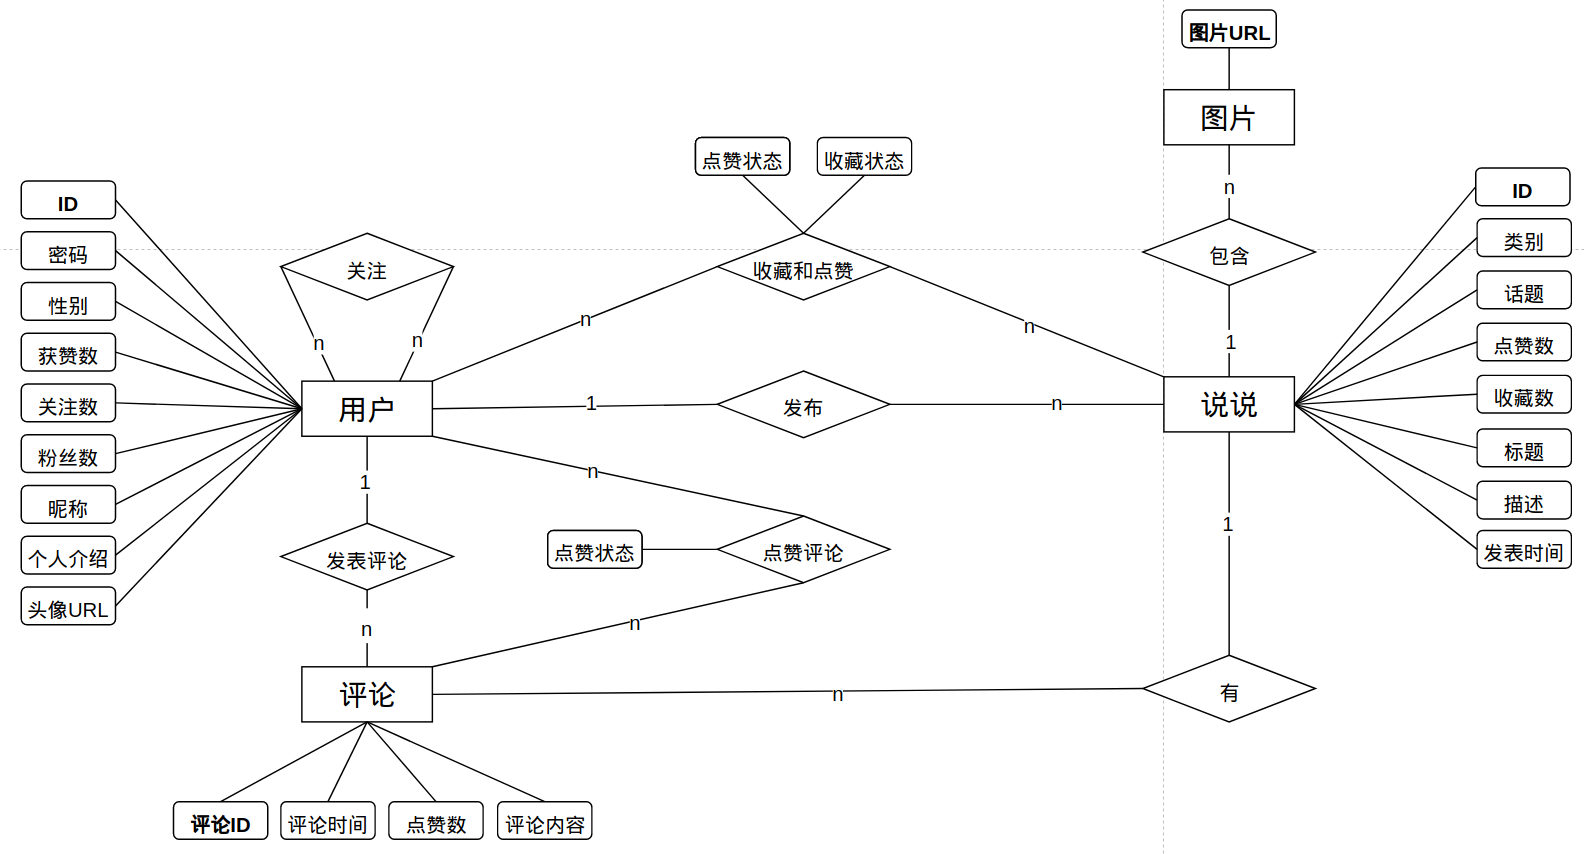 图片URL
图片
点赞状态
收藏状态
n
ID
ID
类别
密码
关注
收藏和点赞
包含
话题
性别
n
n
n
n
1
点赞数
获赞数
收藏数
关注数
用户
1
发布
n
说说
粉丝数
标题
n
1
描述
昵称
1
发表时间
个人介绍
发表评论
点赞状态
点赞评论
头像URL
n
n
评论
n
有
评论ID
评论时间
点赞数
评论内容